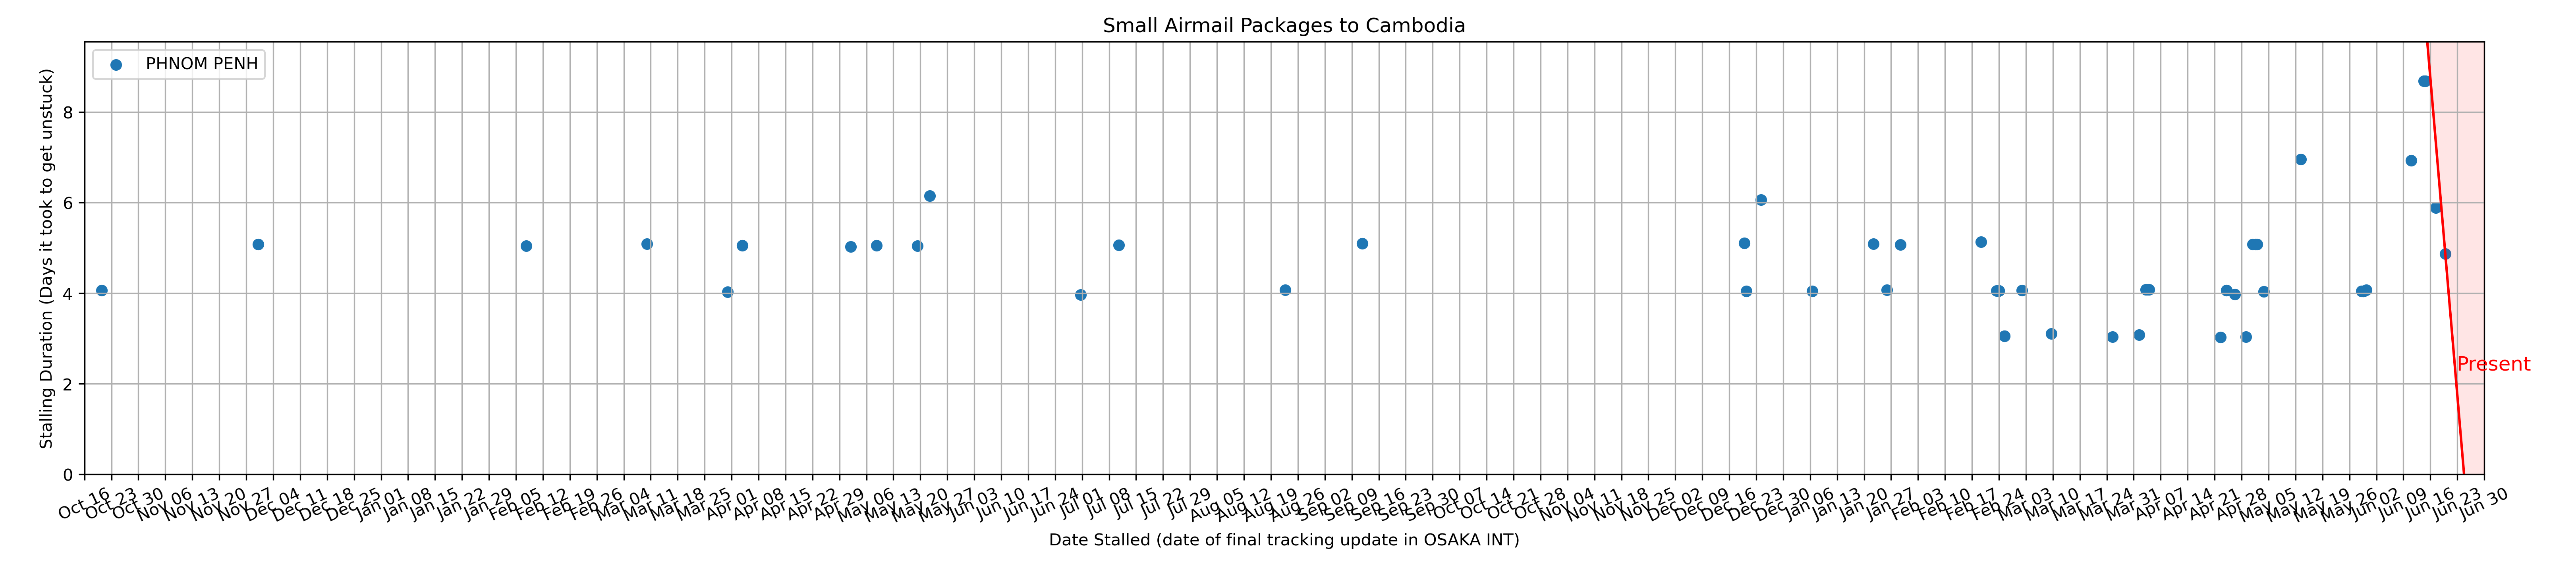 Small Airmail Packages to Cambodia
PHNOM PENH
Stalling Duration (Days it took to get unstuck)
8
6
4
2
0
Present
Oct 16 Oct 23 Oct 30 Nov 06 Nov 13 Nov 20 Nov 27 Dec 04 Dec 11 Dec 18 Dec 25 Jan 01 Jan 08 Jan 15 Jan 22 Jan 29 Feb 05 Feb 12 Feb 19 Feb 26 Mar 04 Mar 11 Mar 18 Mar 25 Apr 01 Apr 08 Apr 15 Apr 22 Apr 29 May 06 May 13 May 20 May 27 Jun 03 Jun 10 Jun 17 Jun 24 Jul 01 Jul 08 Jul 15 Jul 22 Jul 29 Aug 05 Aug 12 Aug 19 Aug 26 Sep 02 Sep 09 Sep 16 Sep 23 Sep 30 Oct 07 Oct 14 Oct 21 Oct 28 Nov 04 Nov 11 Nov 18 Nov 25 Dec 02 Dec 09 Dec 16 Dec 23 Dec 30 Jan 06 Jan 13 Jan 20 Jan 27 Feb 03 Feb 10 Feb 17 Feb 24 Mar 03 Mar 10 Mar 17 Mar 24 Mar 31 Apr 07 Apr 14 Apr 21 Apr 28 May 05 May 12 May 19 May 26 Jun 02 Jun 09 Jun 16 Jun 23 Jun 30
Date Stalled (date of final tracking update in OSAKA INT)